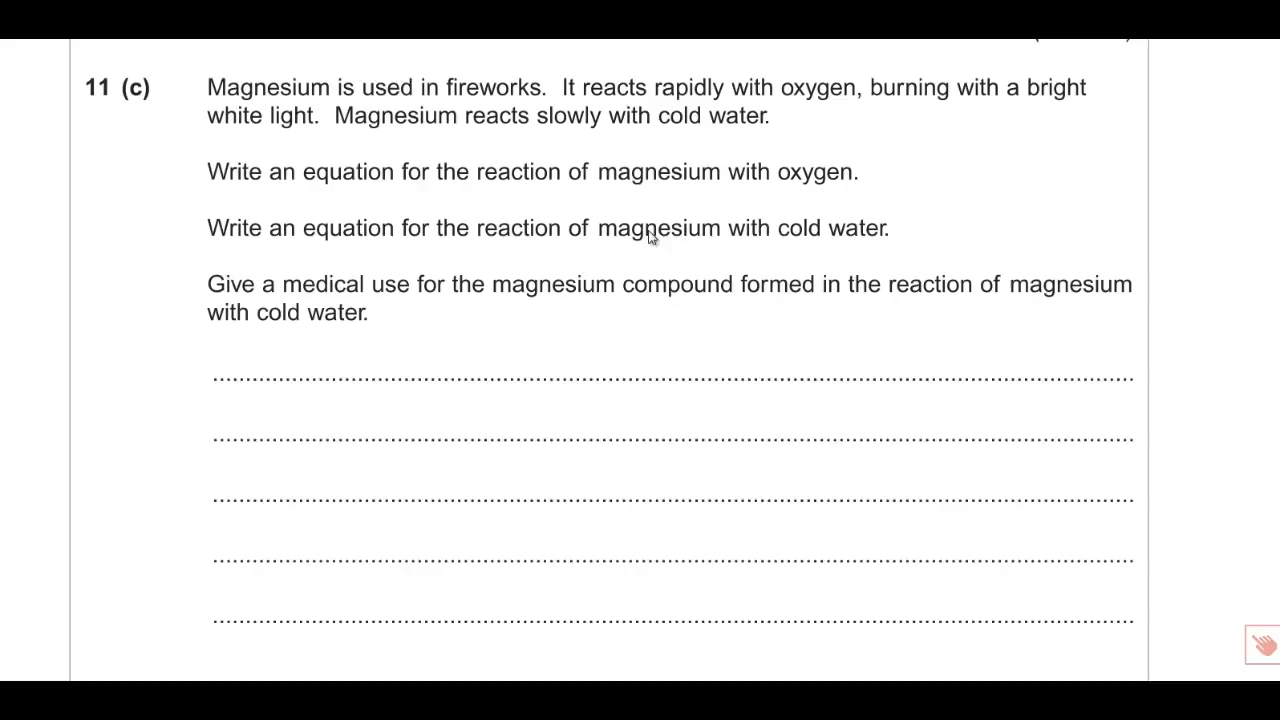 11 (c) Magnesium is used in fireworks. It reacts rapidly with oxygen, burning with a bright
white light. Magnesium reacts slowly with cold water.
Write an equation for the reaction of magnesium with oxygen.
Write an equation for the reaction of magnesium with cold water.
Give a medical use for the magnesium compound formed in the reaction of magnesium
with cold water.